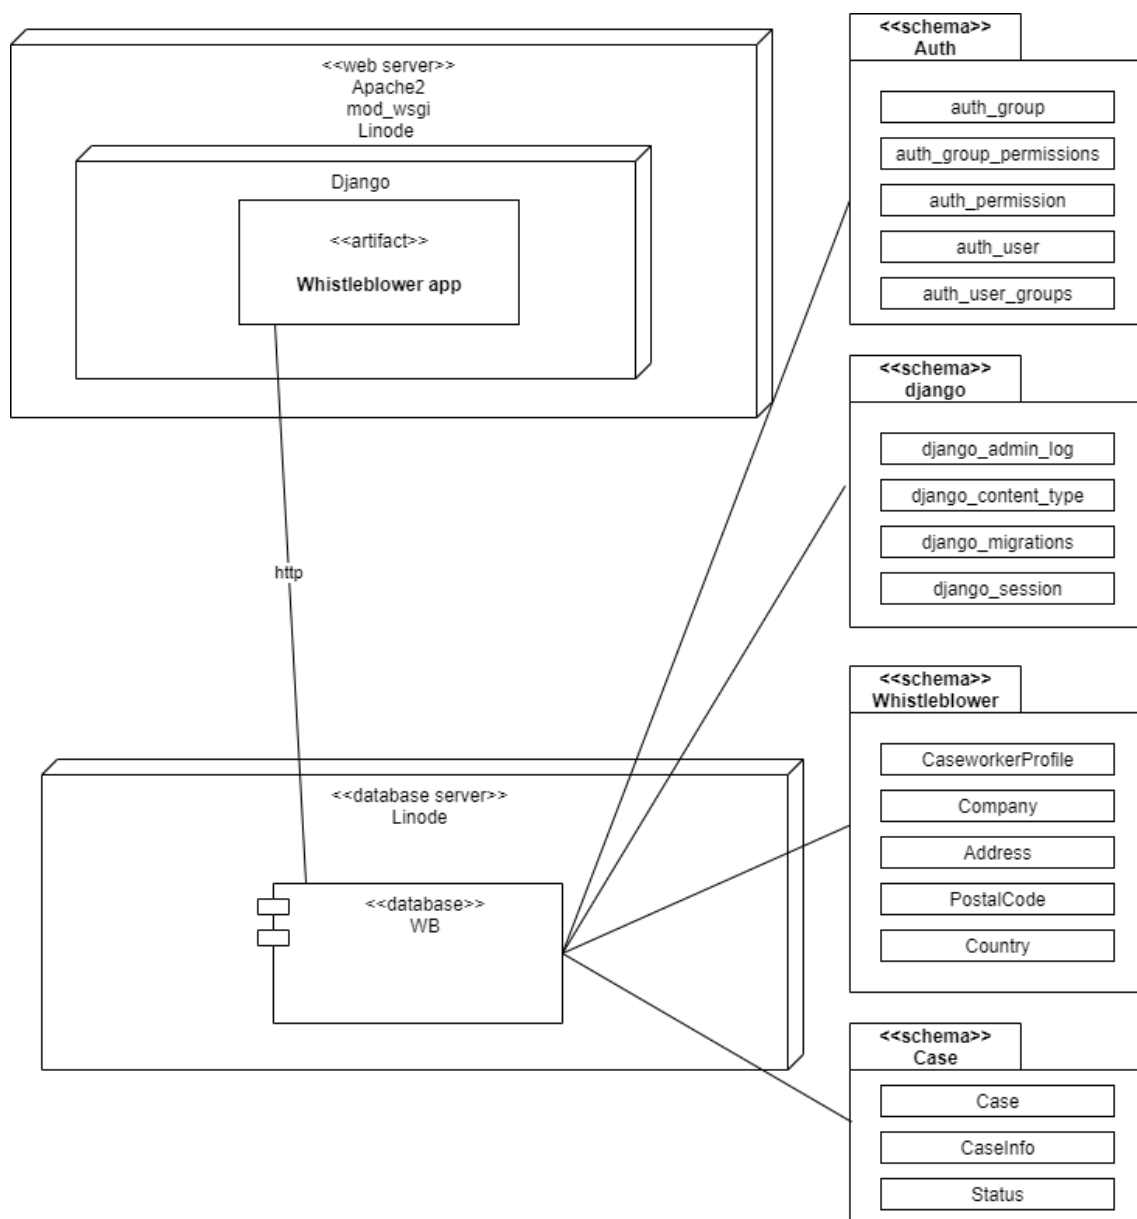 <<web server>>
Apache2
mod_wsgi
Linode
Django
<<artifact>>
Whistleblower app
http
<<database server>>
Linode
<<database>>
WB
<<schema>>
Auth
auth_group
auth_group_permissions
auth_permission
auth_user
auth_user_groups
<<schema>>
django
django_admin_log
django_content_type
django_migrations
django_session
<<schema>>
Whistleblower
CaseworkerProfile
Company
Address
PostalCode
Country
<<schema>>
Case
Case
CaseInfo
Status